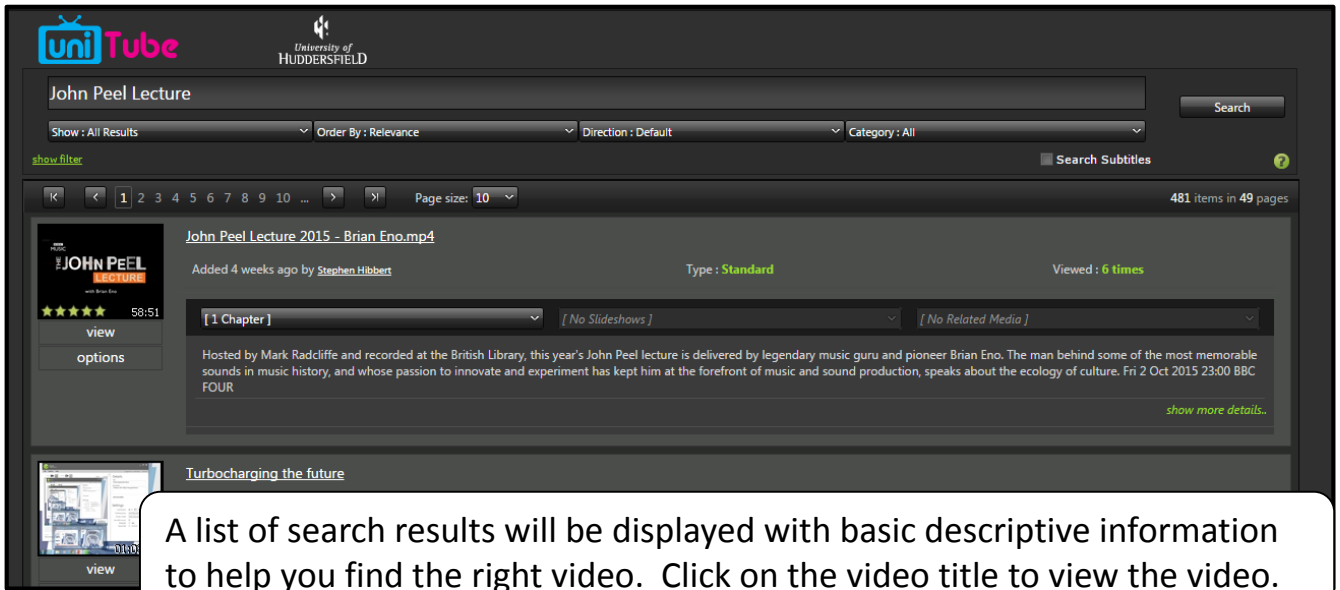 uni Tube
University of
HUDDERSFIELD
John Peel Lecture
Search
Show : All Results Order By : Relevance Direction : Default Category : All
show filter Search Subtitles ?
1 2 3 4 5 6 7 8 9 10 ... Page size: 10 481 items in 49 pages
John Peel Lecture 2015 - Brian Eno.mp4
BBC
MUSIC
THE JOHN PEEL
LECTURE
with Brian Eno
Added 4 weeks ago by Stephen Hibbert Type : Standard Viewed : 6 times
58:51
view
options
[ 1 Chapter ] [ No Slideshows ] [ No Related Media ]
Hosted by Mark Radcliffe and recorded at the British Library, this year's John Peel lecture is delivered by legendary music guru and pioneer Brian Eno. The man behind some of the most memorable
sounds in music history, and whose passion to innovate and experiment has kept him at the forefront of music and sound production, speaks about the ecology of culture. Fri 2 Oct 2015 23:00 BBC
FOUR
show more details..
Turbocharging the future
view
A list of search results will be displayed with basic descriptive information
to help you find the right video. Click on the video title to view the video.